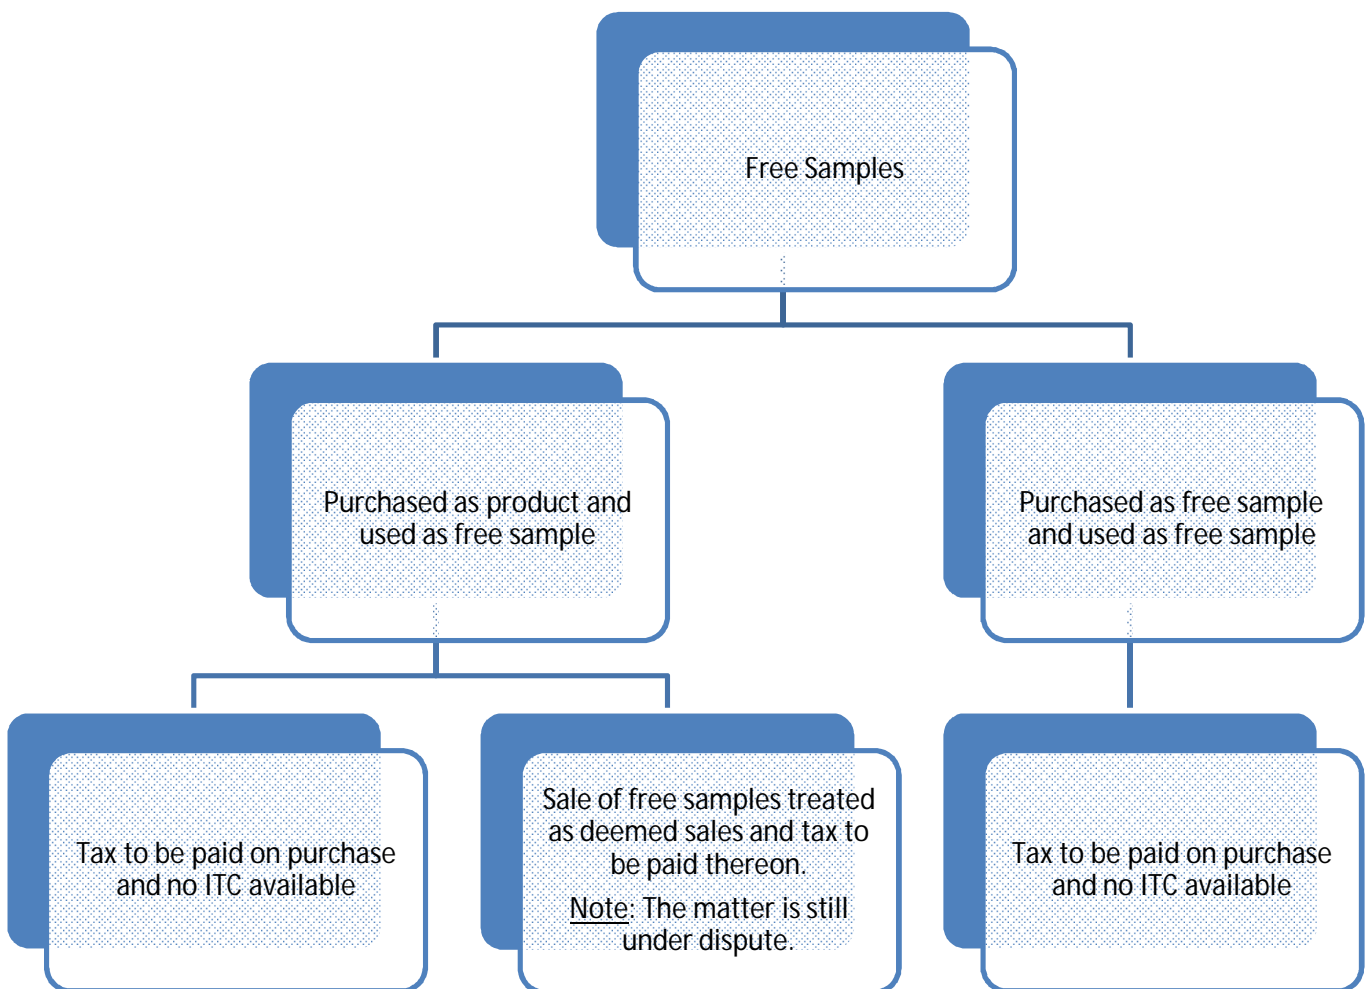 Free Samples
Purchased as product and
used as free sample
Purchased as free sample
and used as free sample
Tax to be paid on purchase
and no ITC available
Sale of free samples treated
as deemed sales and tax to
be paid thereon.
Note: The matter is still
under dispute.
Tax to be paid on purchase
and no ITC available